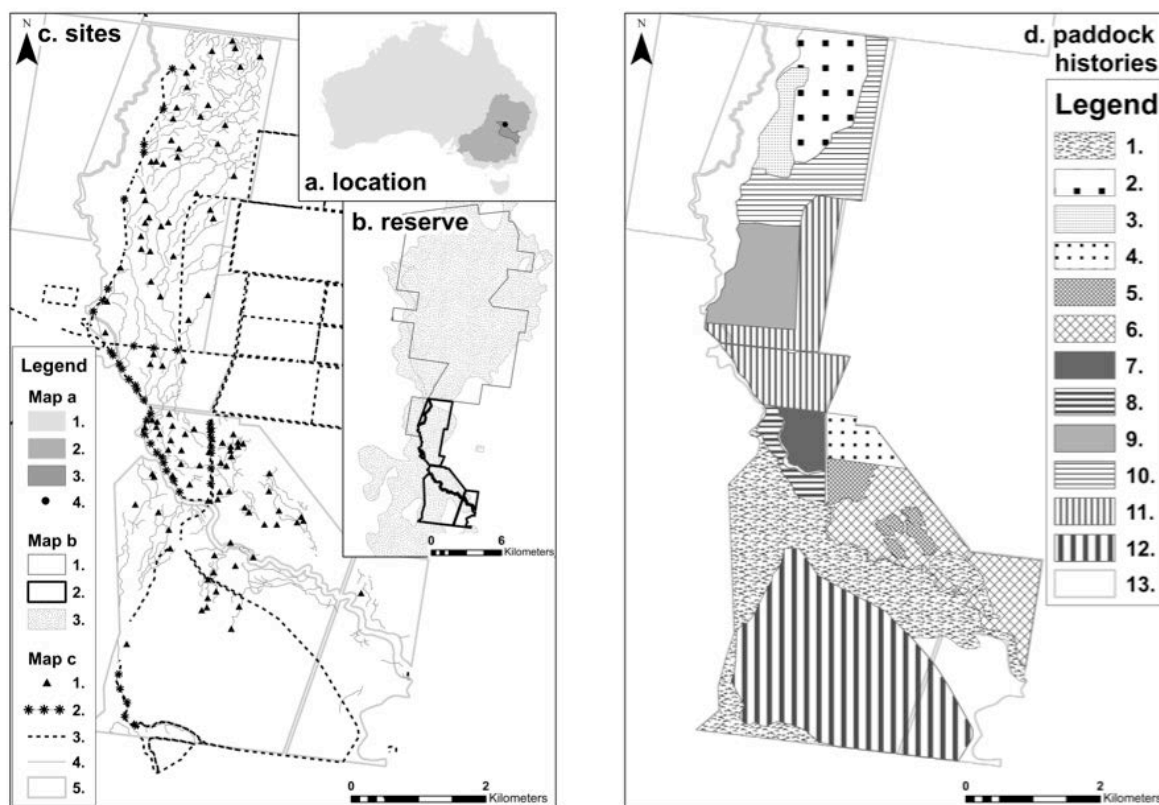 N
c. sites
a. location
b. reserve
0 6
Kilometers
Legend
Map a
1.
2.
3.
4.
Map b
1.
2.
3.
Map c
1.
2.
3.
4.
5.
0 2
Kilometers
N
d. paddock
histories
Legend
1.
2.
3.
4.
5.
6.
7.
8.
9.
10.
11.
12.
13.
0 2
Kilometers